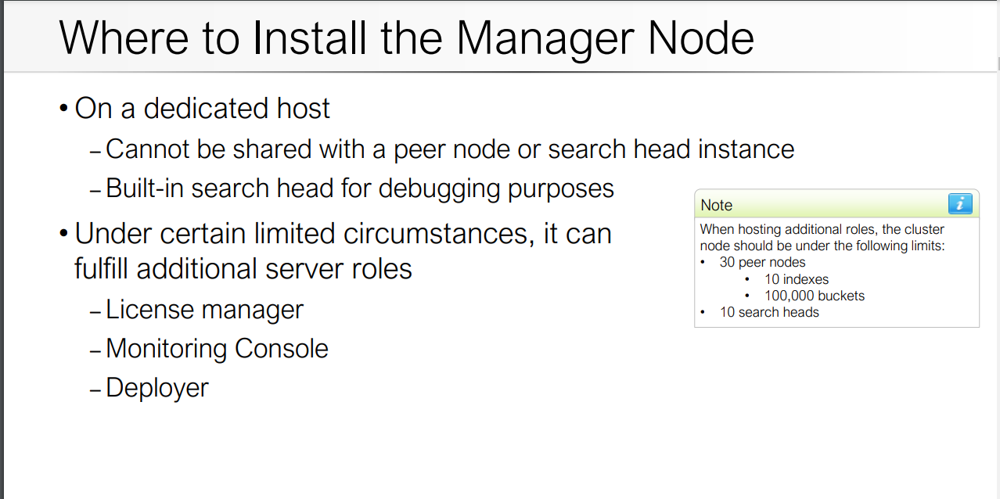 Where to Install the Manager Node
• On a dedicated host
– Cannot be shared with a peer node or search head instance
– Built-in search head for debugging purposes
• Under certain limited circumstances, it can
fulfill additional server roles
– License manager
– Monitoring Console
– Deployer
Note
i
When hosting additional roles, the cluster
node should be under the following limits:
• 30 peer nodes
• 10 indexes
• 100,000 buckets
• 10 search heads